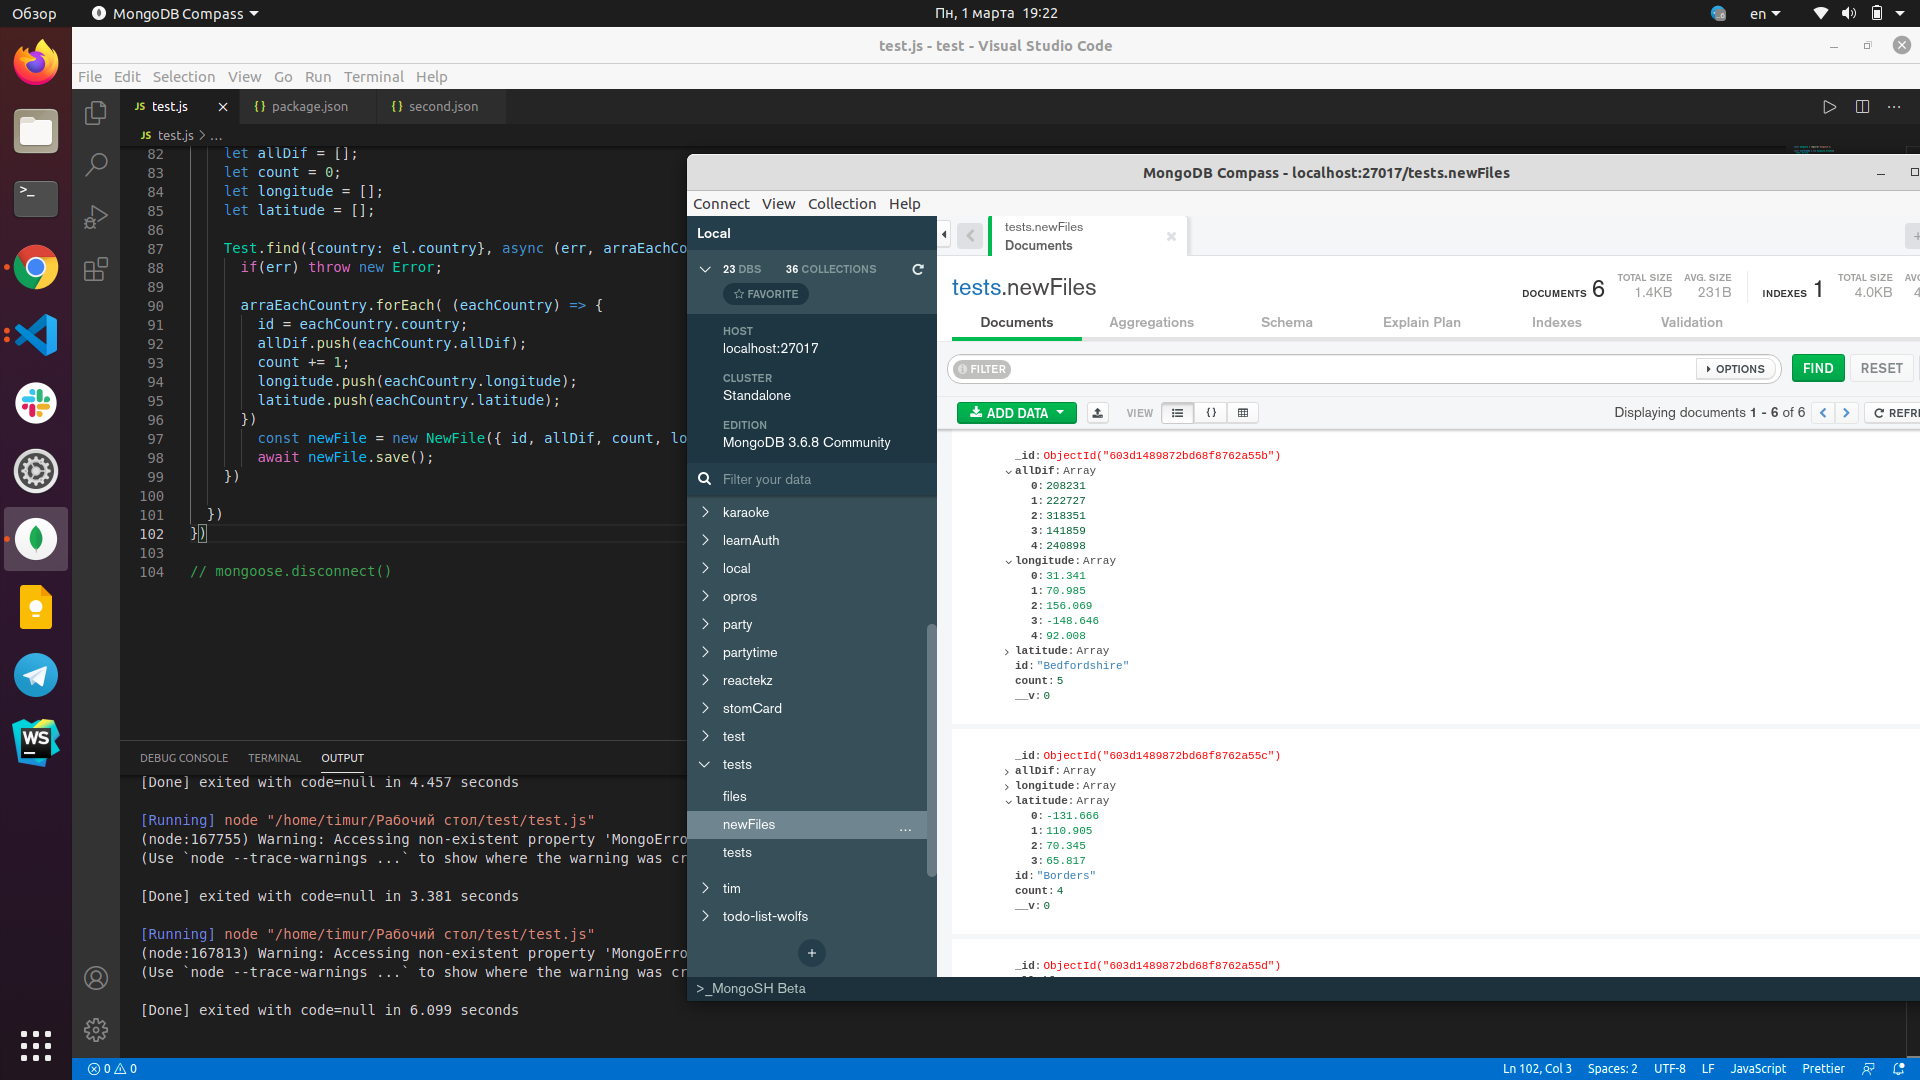 Обзор
MongoDB Compass
Пн, 1 марта 19:22
en
test.js - test - Visual Studio Code
File Edit Selection View Go Run Terminal Help
JS test.js
{} package.json
{} second.json
JS test.js > ...
82 let allDif = [];
83 let count = 0;
84 let longitude = [];
85 let latitude = [];
86
87 Test.find({country: el.country}, async (err, arraEachCo
88 if(err) throw new Error;
89
90 arraEachCountry.forEach( (eachCountry) => {
91 id = eachCountry.country;
92 allDif.push(eachCountry.allDif);
93 count += 1;
94 longitude.push(eachCountry.longitude);
95 latitude.push(eachCountry.latitude);
96 })
97 const newFile = new NewFile({ id, allDif, count, lo
98 await newFile.save();
99 })
100
101 })
102 })
103
104 // mongoose.disconnect()
DEBUG CONSOLE TERMINAL OUTPUT
[Done] exited with code=null in 4.457 seconds
[Running] node "/home/timur/Рабочий стол/test/test.js"
(node:167755) Warning: Accessing non-existent property 'MongoErro
(Use `node --trace-warnings ...` to show where the warning was cr
[Done] exited with code=null in 3.381 seconds
[Running] node "/home/timur/Рабочий стол/test/test.js"
(node:167813) Warning: Accessing non-existent property 'MongoErro
(Use `node --trace-warnings ...` to show where the warning was cr
[Done] exited with code=null in 6.099 seconds
MongoDB Compass - localhost:27017/tests.newFiles
Connect View Collection Help
Local
23 DBS 36 COLLECTIONS
FAVORITE
HOST
localhost:27017
CLUSTER
Standalone
EDITION
MongoDB 3.6.8 Community
Filter your data
karaoke
learnAuth
local
opros
party
partytime
reactekz
stomCard
test
tests
files
newFiles ...
tests
tim
todo-list-wolfs
+
>_MongoSH Beta
tests.newFiles
Documents
tests.newFiles
DOCUMENTS 6
TOTAL SIZE 1.4KB
AVG. SIZE 231B
INDEXES 1
TOTAL SIZE 4.0KB
Documents Aggregations Schema Explain Plan Indexes Validation
FILTER
OPTIONS
FIND
RESET
ADD DATA
VIEW
{}
Displaying documents 1 - 6 of 6
REFRE
_id: ObjectId("603d1489872bd68f8762a55b")
allDif: Array
0: 208231
1: 222727
2: 318351
3: 141859
4: 240898
longitude: Array
0: 31.341
1: 70.985
2: 156.069
3: -148.646
4: 92.008
latitude: Array
id: "Bedfordshire"
count: 5
__v: 0
_id: ObjectId("603d1489872bd68f8762a55c")
allDif: Array
longitude: Array
latitude: Array
0: -131.666
1: 110.905
2: 70.345
3: 65.817
id: "Borders"
count: 4
__v: 0
_id: ObjectId("603d1489872bd68f8762a55d")
0 0
Ln 102, Col 3 Spaces: 2 UTF-8 LF JavaScript Prettier
WS